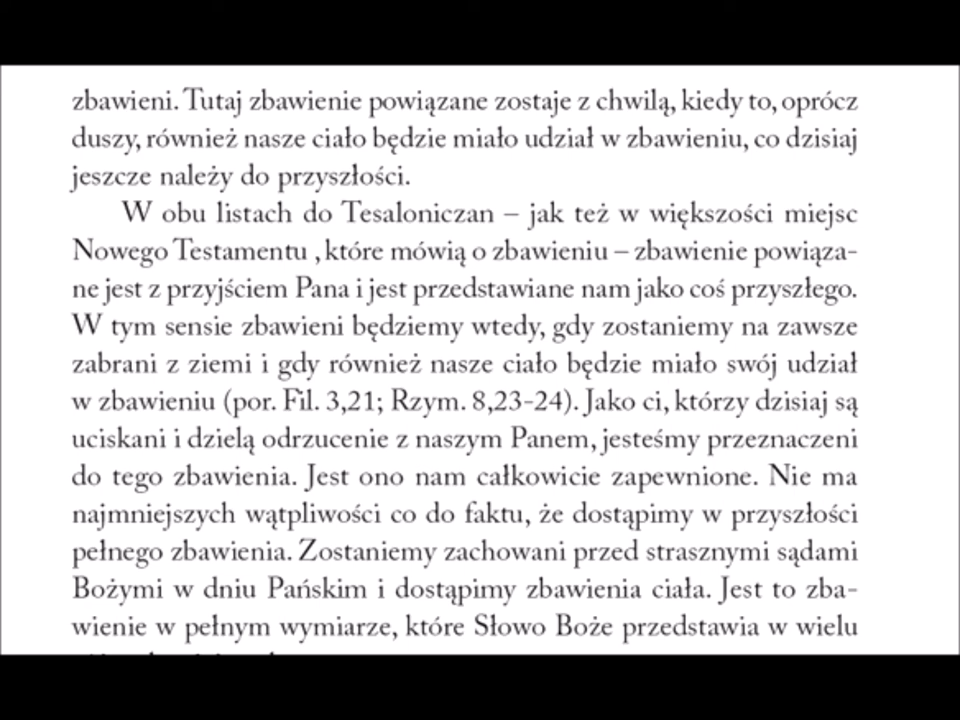 zbawieni. Tutaj zbawienie powiązane zostaje z chwilą, kiedy to, oprócz
duszy, również nasze ciało będzie miało udział w zbawieniu, co dzisiaj
jeszcze należy do przyszłości.
W obu listach do Tesaloniczan – jak też w większości miejsc
Nowego Testamentu , które mówią o zbawieniu – zbawienie powiąza-
ne jest z przyjściem Pana i jest przedstawiane nam jako coś przyszłego.
W tym sensie zbawieni będziemy wtedy, gdy zostaniemy na zawsze
zabrani z ziemi i gdy również nasze ciało będzie miało swój udział
w zbawieniu (por. Fil. 3,21; Rzym. 8,23-24). Jako ci, którzy dzisiaj są
uciskani i dzielą odrzucenie z naszym Panem, jesteśmy przeznaczeni
do tego zbawienia. Jest ono nam całkowicie zapewnione. Nie ma
najmniejszych wątpliwości co do faktu, że dostąpimy w przyszłości
pełnego zbawienia. Zostaniemy zachowani przed strasznymi sądami
Bożymi w dniu Pańskim i dostąpimy zbawienia ciała. Jest to zba-
wienie w pełnym wymiarze, które Słowo Boże przedstawia w wielu